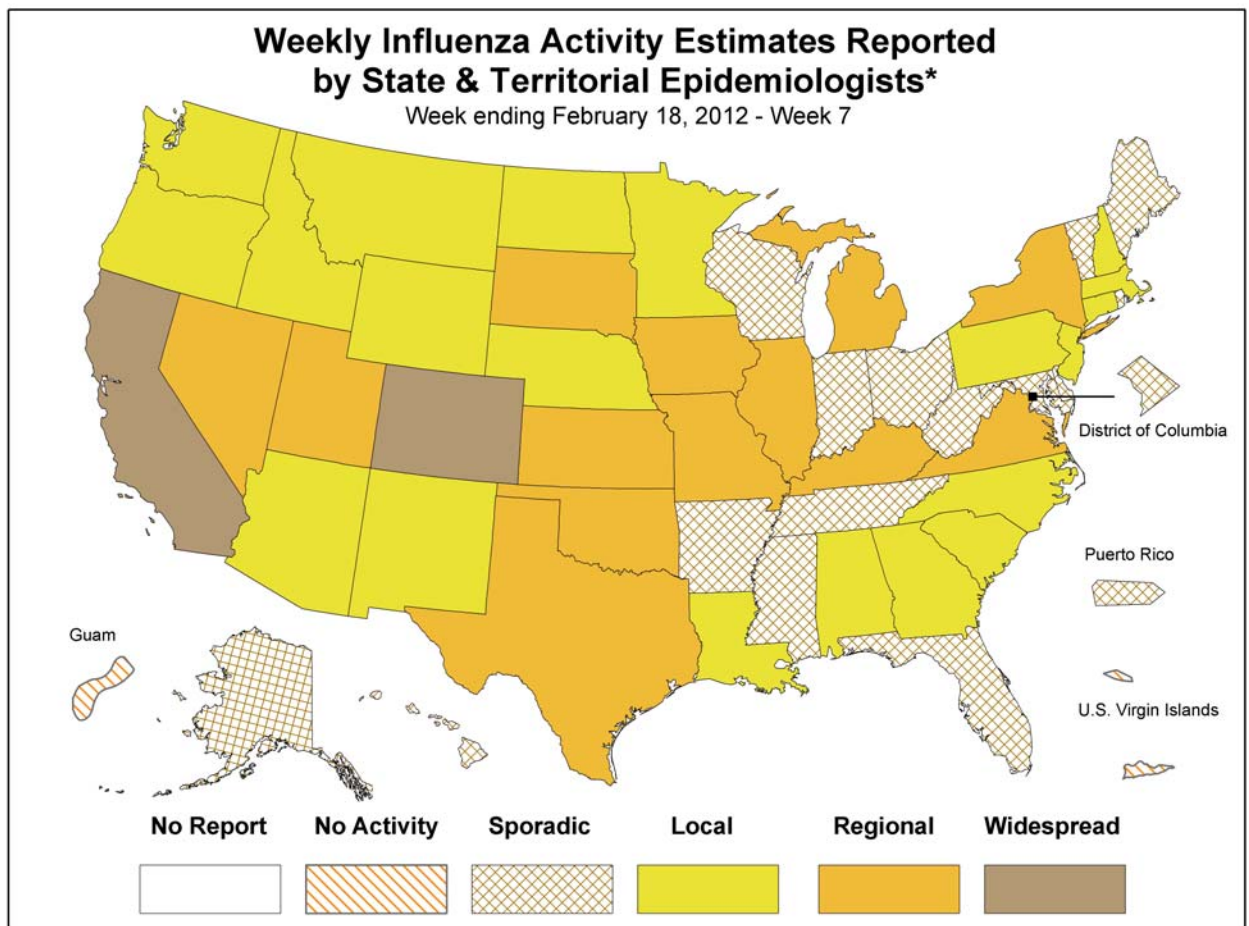 Weekly Influenza Activity Estimates Reported
by State & Territorial Epidemiologists*
Week ending February 18, 2012 - Week 7
District of Columbia
Puerto Rico
Guam
U.S. Virgin Islands
No Report No Activity Sporadic Local Regional Widespread